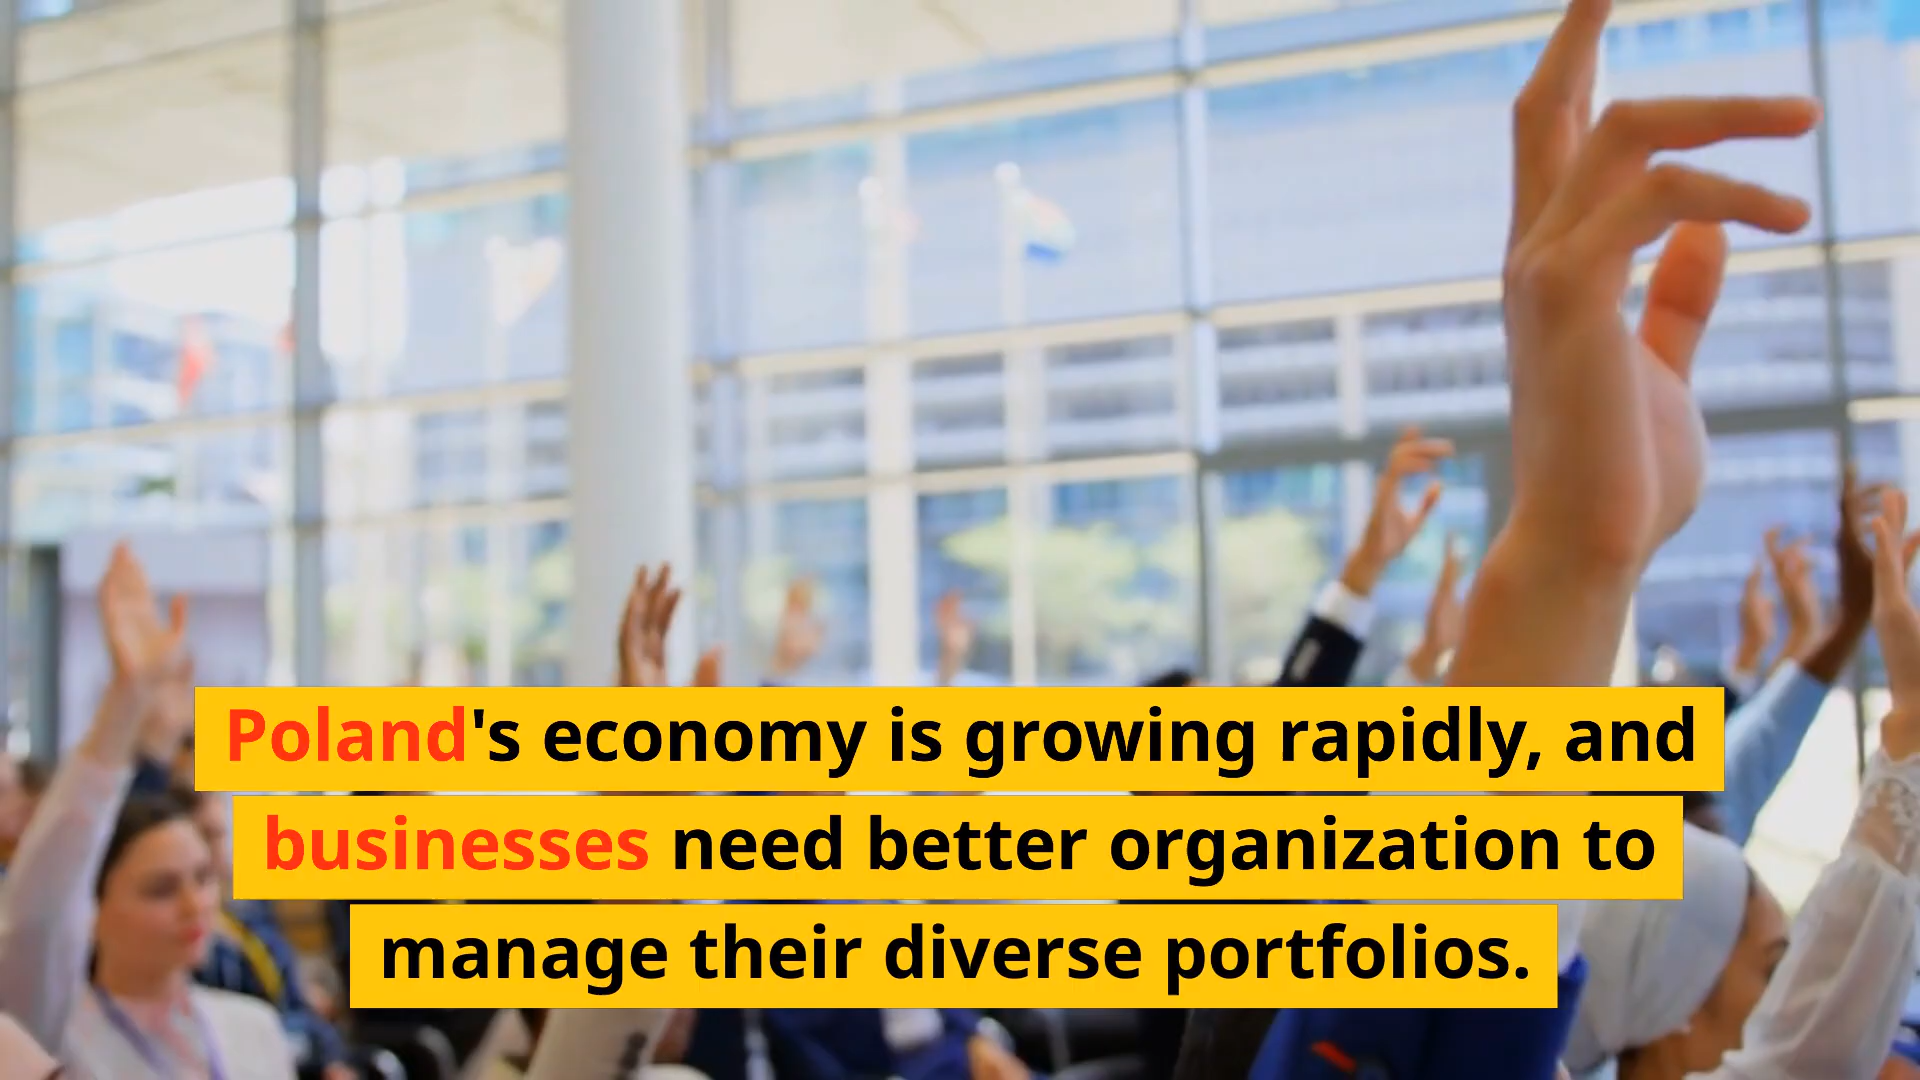 Poland's economy is growing rapidly, and
businesses need better organization to
manage their diverse portfolios.